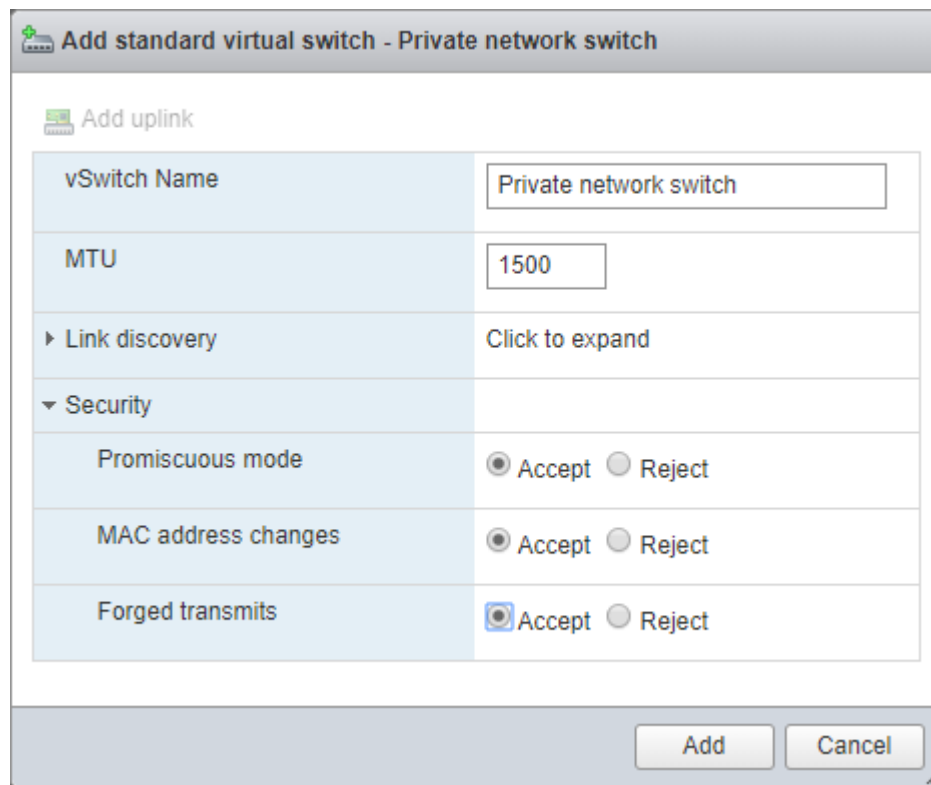 Add standard virtual switch - Private network switch
Add uplink
vSwitch Name Private network switch
MTU 1500
Link discovery Click to expand
Security
Promiscuous mode Accept Reject
MAC address changes Accept Reject
Forged transmits Accept Reject
Add Cancel